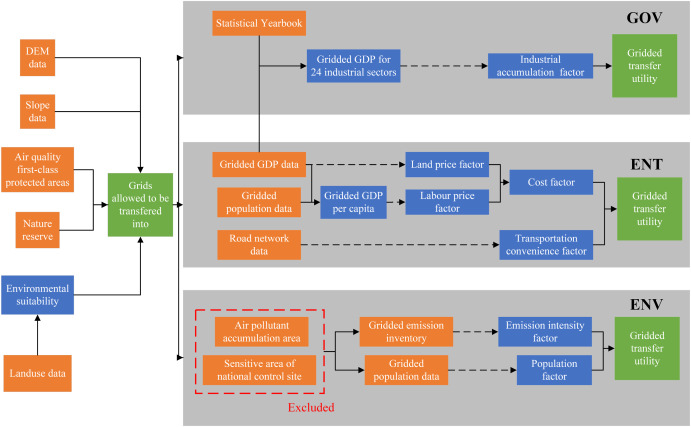 DEM
data
Slope
data
Air quality
first-class
protected areas
Nature
reserve
Environmental
suitability
Landuse data
Grids
allowed to be
transfered
into
GOV
Statistical Yearbook
Gridded GDP for
24 industrial sectors
Industrial
accumulation factor
Gridded
transfer
utility
ENT
Gridded GDP data
Gridded
population data
Gridded GDP
per capita
Land price factor
Labour price
factor
Cost factor
Road network
data
Transportation
convenience factor
Gridded
transfer
utility
ENV
Air pollutant
accumulation area
Sensitive area of
national control site
Excluded
Gridded emission
inventory
Gridded
population data
Emission intensity
factor
Population
factor
Gridded
transfer
utility